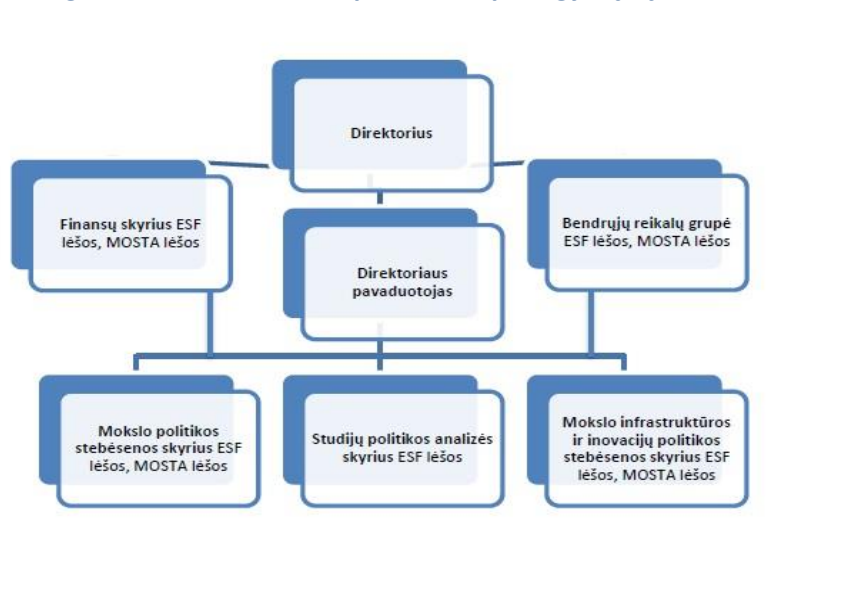 Direktorius
Finansų skyrius ESF
lėšos, MOSTA lėšos
Direktoriaus
pavaduotojas
Bendrųjų reikalų grupė
ESF lėšos, MOSTA lėšos
Mokslo politikos
stebėsenos skyrius ESF
lėšos, MOSTA lėšos
Studijų politikos analizės
skyrius ESF lėšos
Mokslo infrastruktūros
ir inovacijų politikos
stebėsenos skyrius ESF
lėšos, MOSTA lėšos